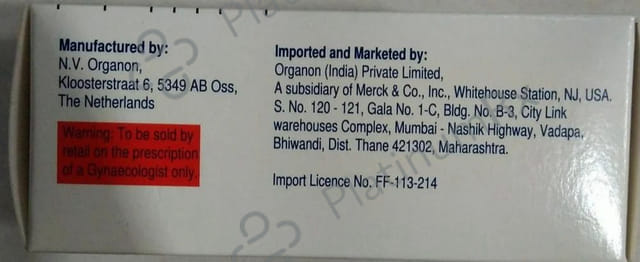 Manufactured by:
N.V. Organon,
Kloosterstraat 6, 5349 AB Oss,
The Netherlands
Warning: To be sold by
retail on the prescription
of a Gynaecologist only.
Imported and Marketed by:
Organon (India) Private Limited,
A subsidiary of Merck & Co., Inc., Whitehouse Station, NJ, USA.
S. No. 120 - 121, Gala No. 1-C, Bldg. No. B-3, City Link
warehouses Complex, Mumbai - Nashik Highway, Vadapa,
Bhiwandi, Dist. Thane 421302, Maharashtra.
Import Licence No. FF-113-214